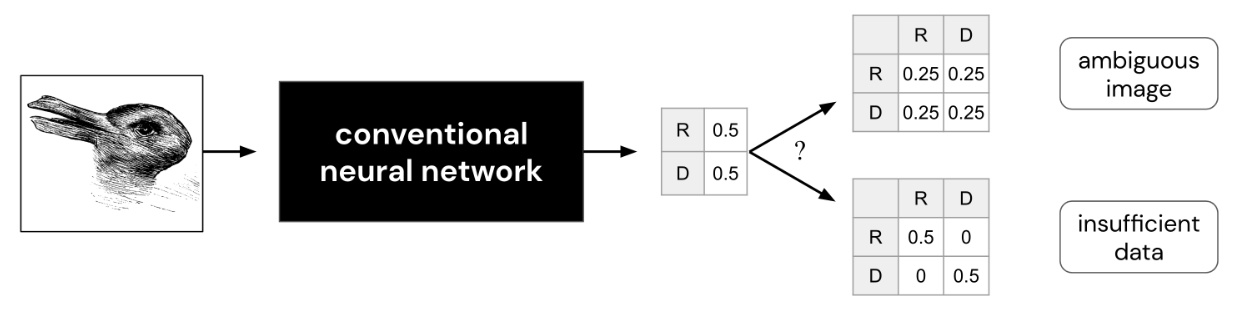 conventional
neural network
R 0.5
D 0.5
?
R D
R 0.25 0.25
D 0.25 0.25
ambiguous
image
R D
R 0.5 0
D 0 0.5
insufficient
data